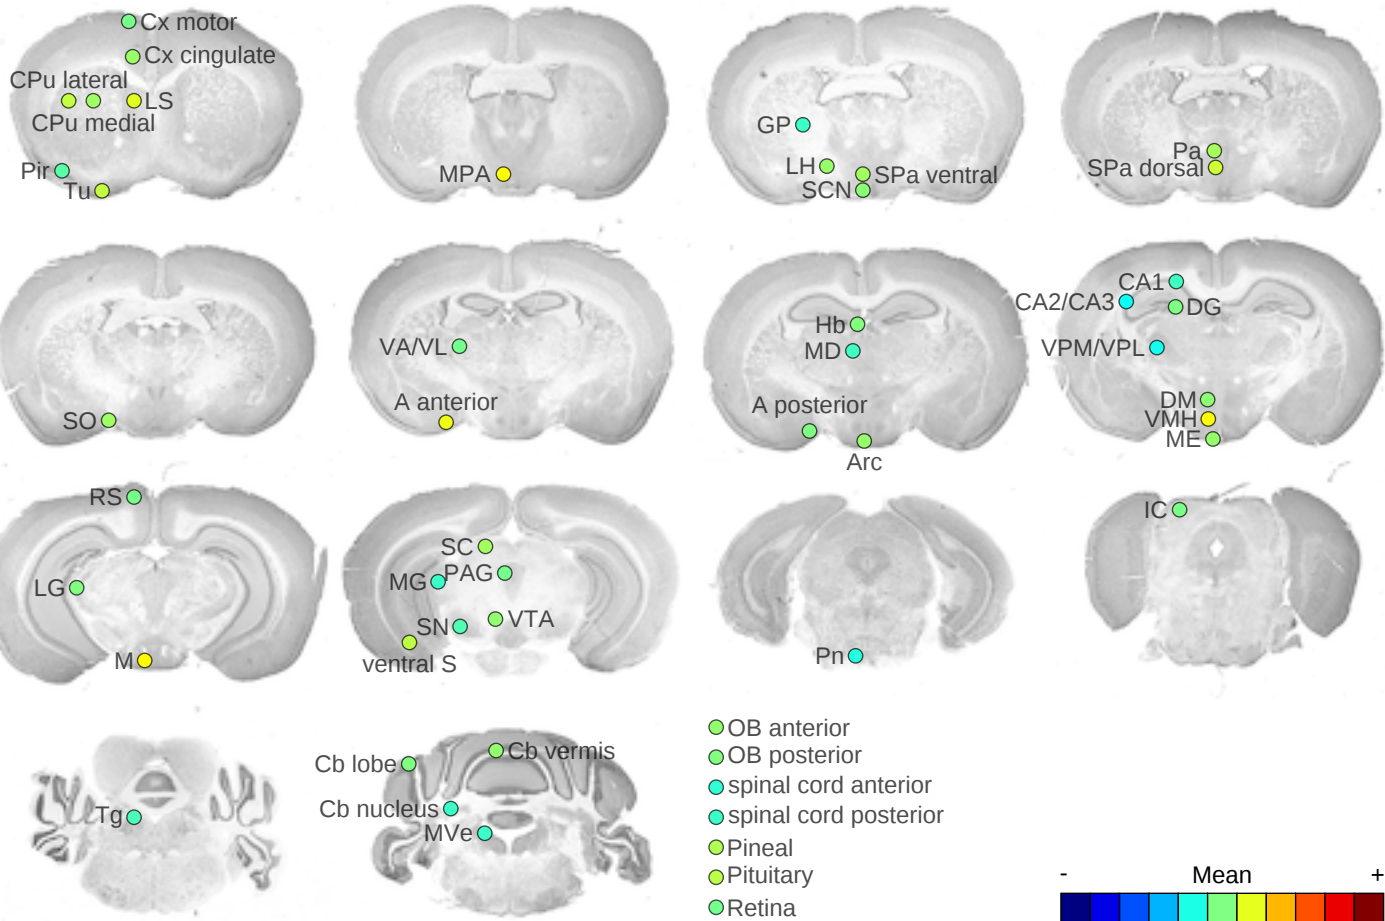 Cx motor
Cx cingulate
CPu lateral
LS
CPu medial
Pir
Tu
MPA
GP
LH
SPa ventral
SCN
Pa
SPa dorsal
SO
VA/VL
A anterior
Hb
MD
A posterior
Arc
CA1
CA2/CA3
DG
VPM/VPL
DM
VMH
ME
RS
LG
M
SC
MG
PAG
SN
VTA
ventral S
Pn
IC
Tg
Cb lobe
Cb vermis
Cb nucleus
MVe
OB anterior
OB posterior
spinal cord anterior
spinal cord posterior
Pineal
Pituitary
Retina
- Mean +